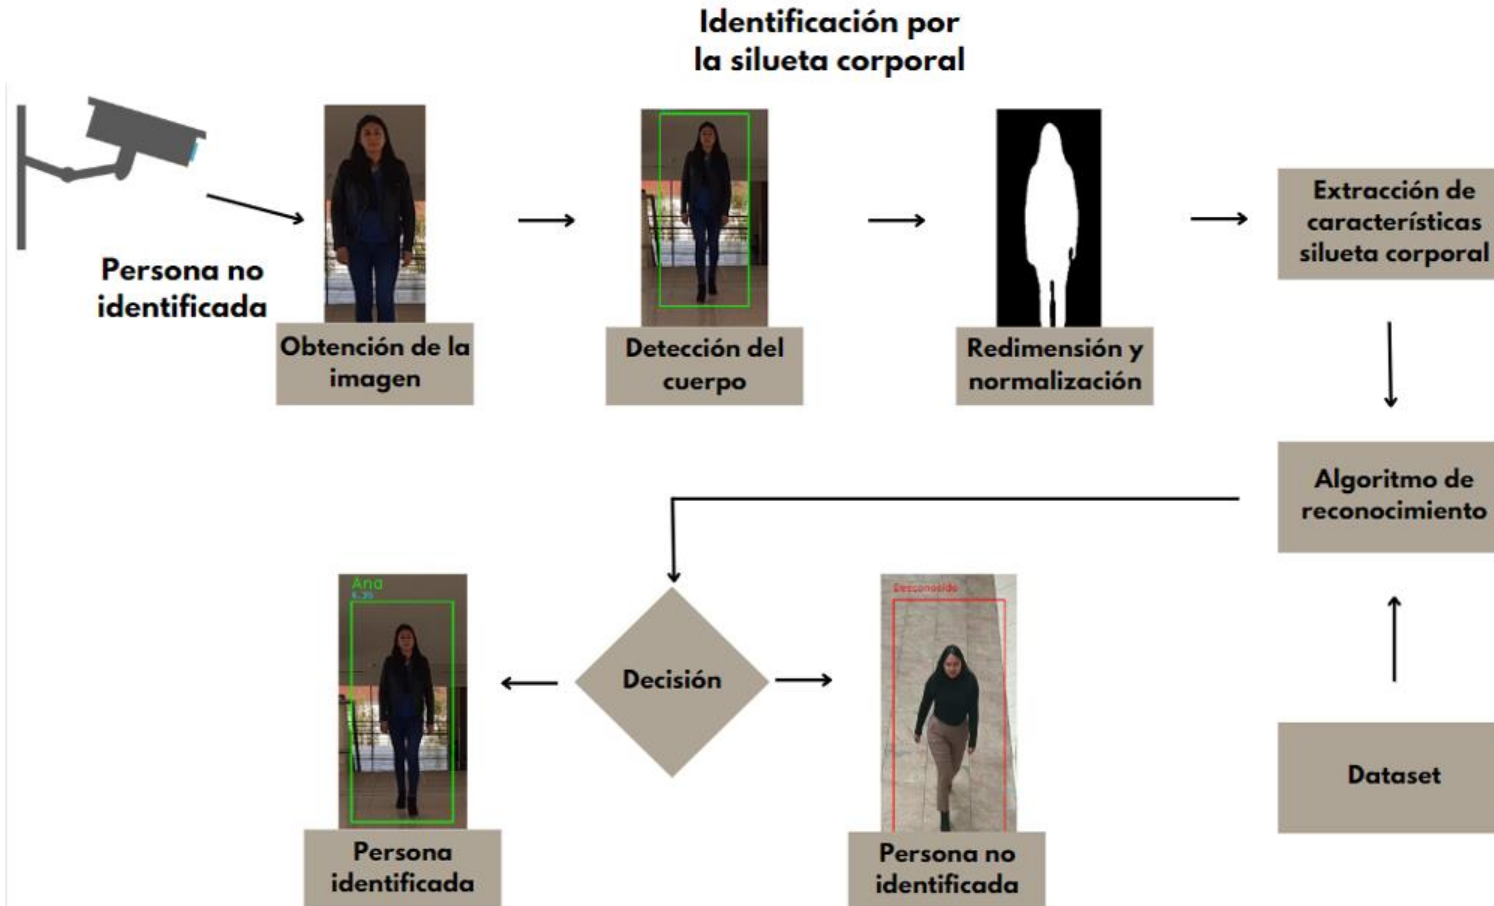 Identificación por
la silueta corporal
Persona no
identificada
Obtención de la
imagen
Detección del
cuerpo
Redimensión y
normalización
Extracción de
características
silueta corporal
Algoritmo de
reconocimiento
Ana
Decisión
Desconocido
Dataset
Persona
identificada
Persona no
identificada